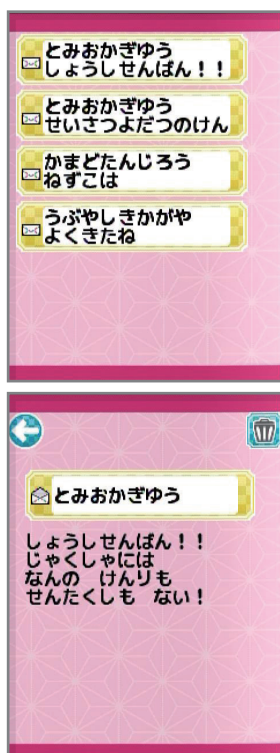 とみおかぎゆう
しょうしせんばん！！
とみおかぎゆう
せいさつよだつのけん
かまどたんじろう
ねずこは
うぶやしきかがや
よくきたね
とみおかぎゆう
しょうしせんばん！！
じゃくしゃには
なんの　けんりも
せんたくしも　ない！